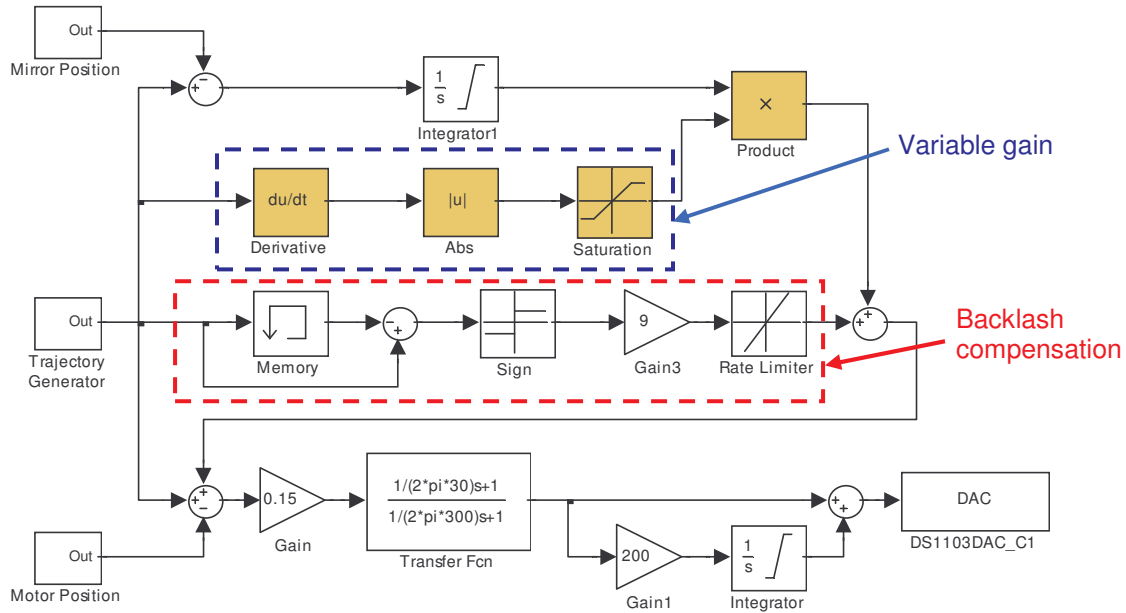 Out
Mirror Position
−
+
1
s
Integrator1
×
Product
Variable gain
du/dt
Derivative
|u|
Abs
Saturation
Out
Trajectory
Generator
Memory
−
+
Sign
9
Gain3
Rate Limiter
+
+
Backlash
compensation
+
+
−
0.15
Gain
1/(2*pi*30)s+1
1/(2*pi*300)s+1
Transfer Fcn
200
Gain1
1
s
Integrator
+
+
DAC
DS1103DAC_C1
Out
Motor Position